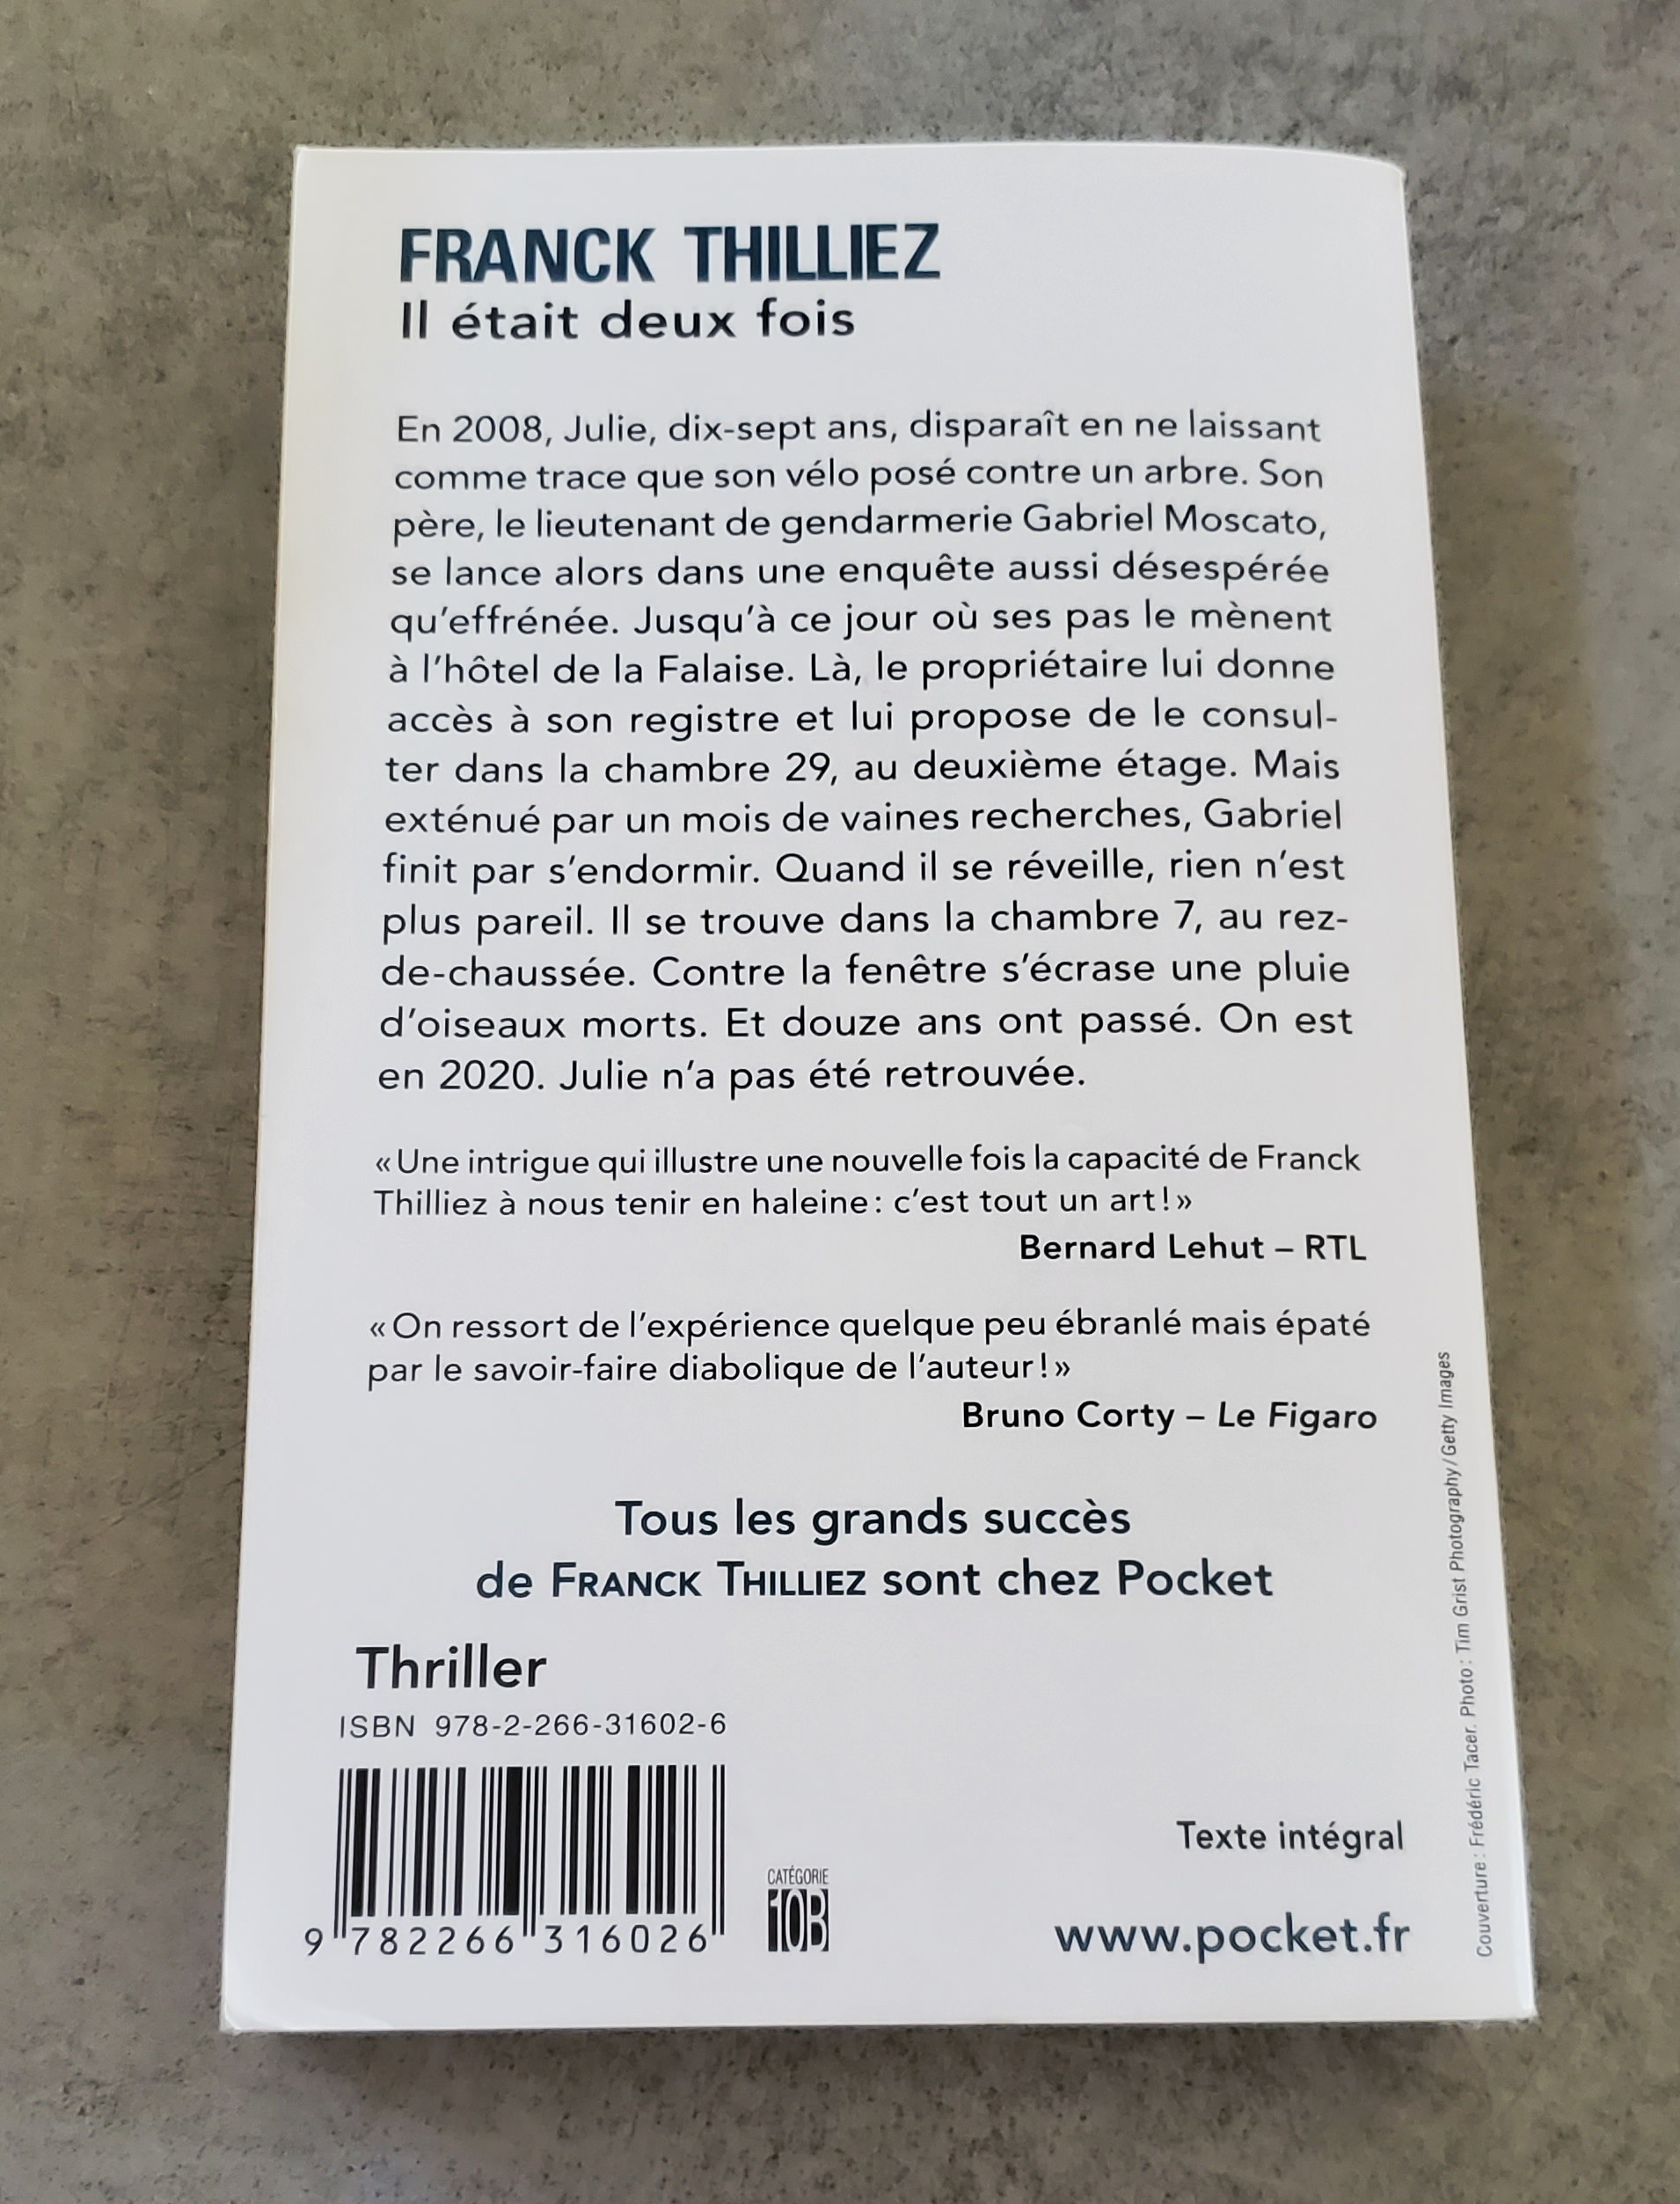 FRANCK THILLIEZ
Il était deux fois
En 2008, Julie, dix-sept ans, disparaît en ne laissant
comme trace que son vélo posé contre un arbre. Son
père, le lieutenant de gendarmerie Gabriel Moscato,
se lance alors dans une enquête aussi désespérée
qu'effrénée. Jusqu'à ce jour où ses pas le mènent
à l'hôtel de la Falaise. Là, le propriétaire lui donne
accès à son registre et lui propose de le consul-
ter dans la chambre 29, au deuxième étage. Mais
exténué par un mois de vaines recherches, Gabriel
finit par s'endormir. Quand il se réveille, rien n'est
plus pareil. Il se trouve dans la chambre 7, au rez-
de-chaussée. Contre la fenêtre s'écrase une pluie
d'oiseaux morts. Et douze ans ont passé. On est
en 2020. Julie n'a pas été retrouvée.
« Une intrigue qui illustre une nouvelle fois la capacité de Franck
Thilliez à nous tenir en haleine : c'est tout un art ! »
Bernard Lehut – RTL
« On ressort de l'expérience quelque peu ébranlé mais épaté
par le savoir-faire diabolique de l'auteur ! »
Bruno Corty – Le Figaro
Tous les grands succès
de FRANCK THILLIEZ sont chez Pocket
Thriller
ISBN 978-2-266-31602-6
9 782266 316026
CATÉGORIE
10B
Texte intégral
www.pocket.fr
Couverture : Frédéric Tacer. Photo : Tim Grist Photography / Getty Images